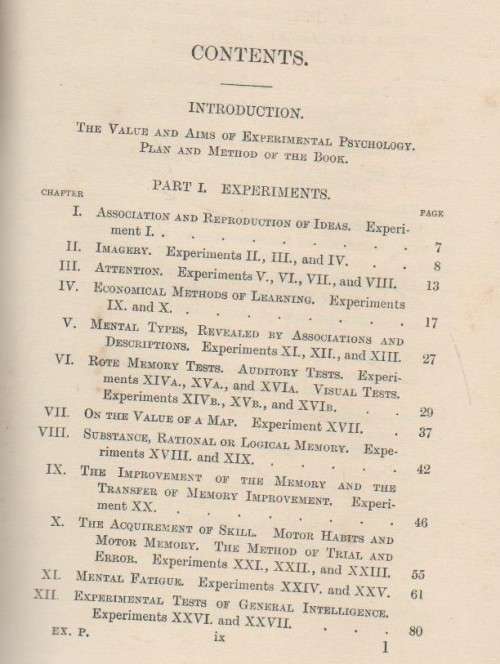 CONTENTS.
INTRODUCTION.
THE VALUE AND AIMS OF EXPERIMENTAL PSYCHOLOGY.
PLAN AND METHOD OF THE BOOK.
PART I. EXPERIMENTS.
CHAPTER PAGE
I. ASSOCIATION AND REPRODUCTION OF IDEAS. Experi-
ment I. . . . . . . . . 7
II. IMAGERY. Experiments II., III., and IV. . . 8
III. ATTENTION. Experiments V., VI., VII., and VIII. 13
IV. ECONOMICAL METHODS OF LEARNING. Experiments
IX. and X. . . . . . . . . 17
V. MENTAL TYPES, REVEALED BY ASSOCIATIONS AND
DESCRIPTIONS. Experiments XI., XII., and XIII. 27
VI. ROTE MEMORY TESTS. AUDITORY TESTS. Experi-
ments XIVA., XVA., and XVIA. VISUAL TESTS.
Experiments XIVB., XVB., and XVIB. . . 29
VII. ON THE VALUE OF A MAP. Experiment XVII. . 37
VIII. SUBSTANCE, RATIONAL OR LOGICAL MEMORY. Expe-
riments XVIII. and XIX. . . . . . 42
IX. THE IMPROVEMENT OF THE MEMORY AND THE
TRANSFER OF MEMORY IMPROVEMENT. Experi-
ment XX. . . . . . . . . 46
X. THE ACQUIREMENT OF SKILL. MOTOR HABITS AND
MOTOR MEMORY. THE METHOD OF TRIAL AND
ERROR. Experiments XXI., XXII., and XXIII. 55
XI. MENTAL FATIGUE. Experiments XXIV. and XXV. 61
XII. EXPERIMENTAL TESTS OF GENERAL INTELLIGENCE.
Experiments XXVI. and XXVII. . . . . 80
EX. P. ix 1